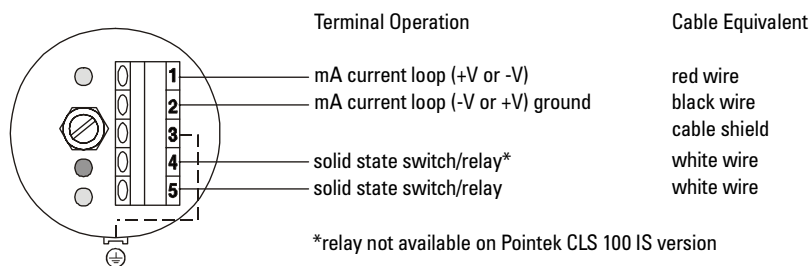 Terminal Operation Cable Equivalent
1 mA current loop (+V or -V) red wire
2 mA current loop (-V or +V) ground black wire
3 cable shield
4 solid state switch/relay* white wire
5 solid state switch/relay white wire
*relay not available on Pointek CLS 100 IS version